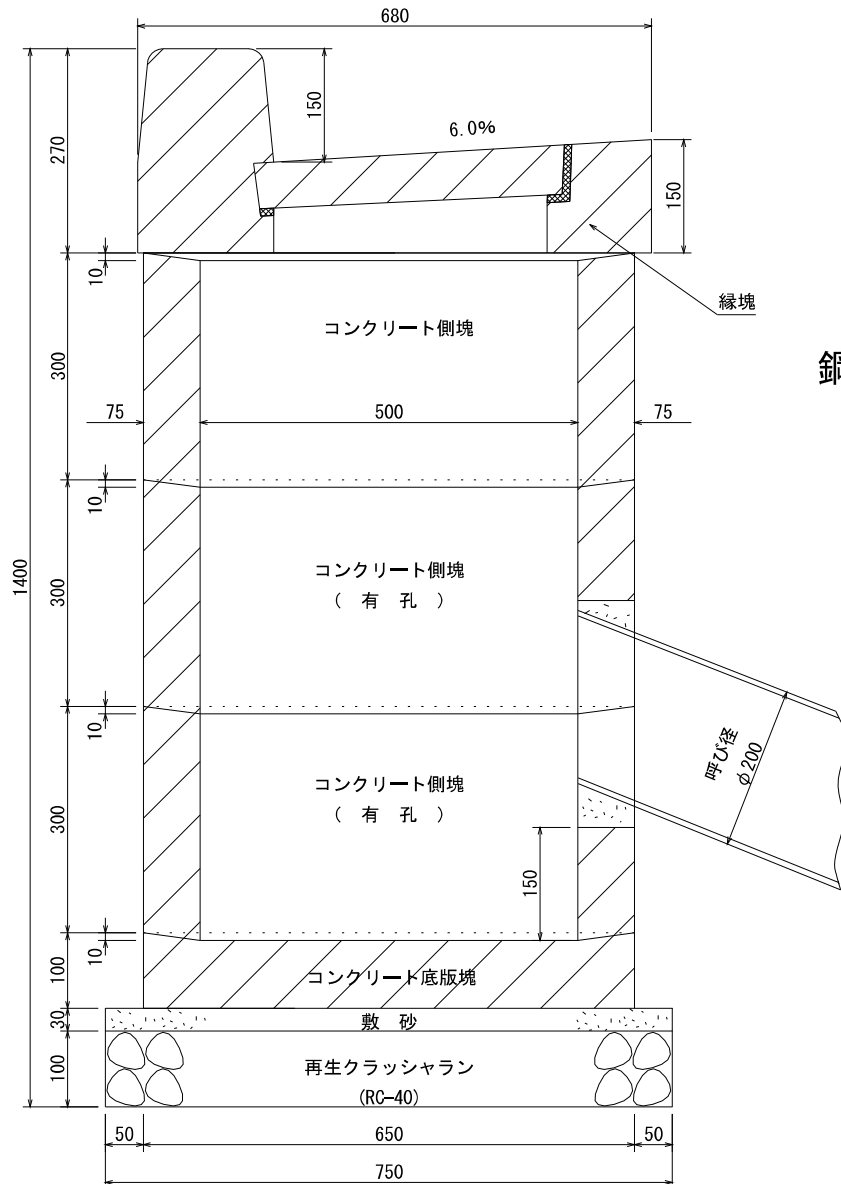 680
150
270
6.0%
150
10
縁塊
コンクリート側塊
鋼
300
75
500
75
10
1400
コンクリート側塊
( 有 孔 )
300
10
呼び径
φ200
コンクリート側塊
( 有 孔 )
300
150
10
100
コンクリート底版塊
30
敷 砂
100
再生クラッシャラン
(RC-40)
50
650
50
750